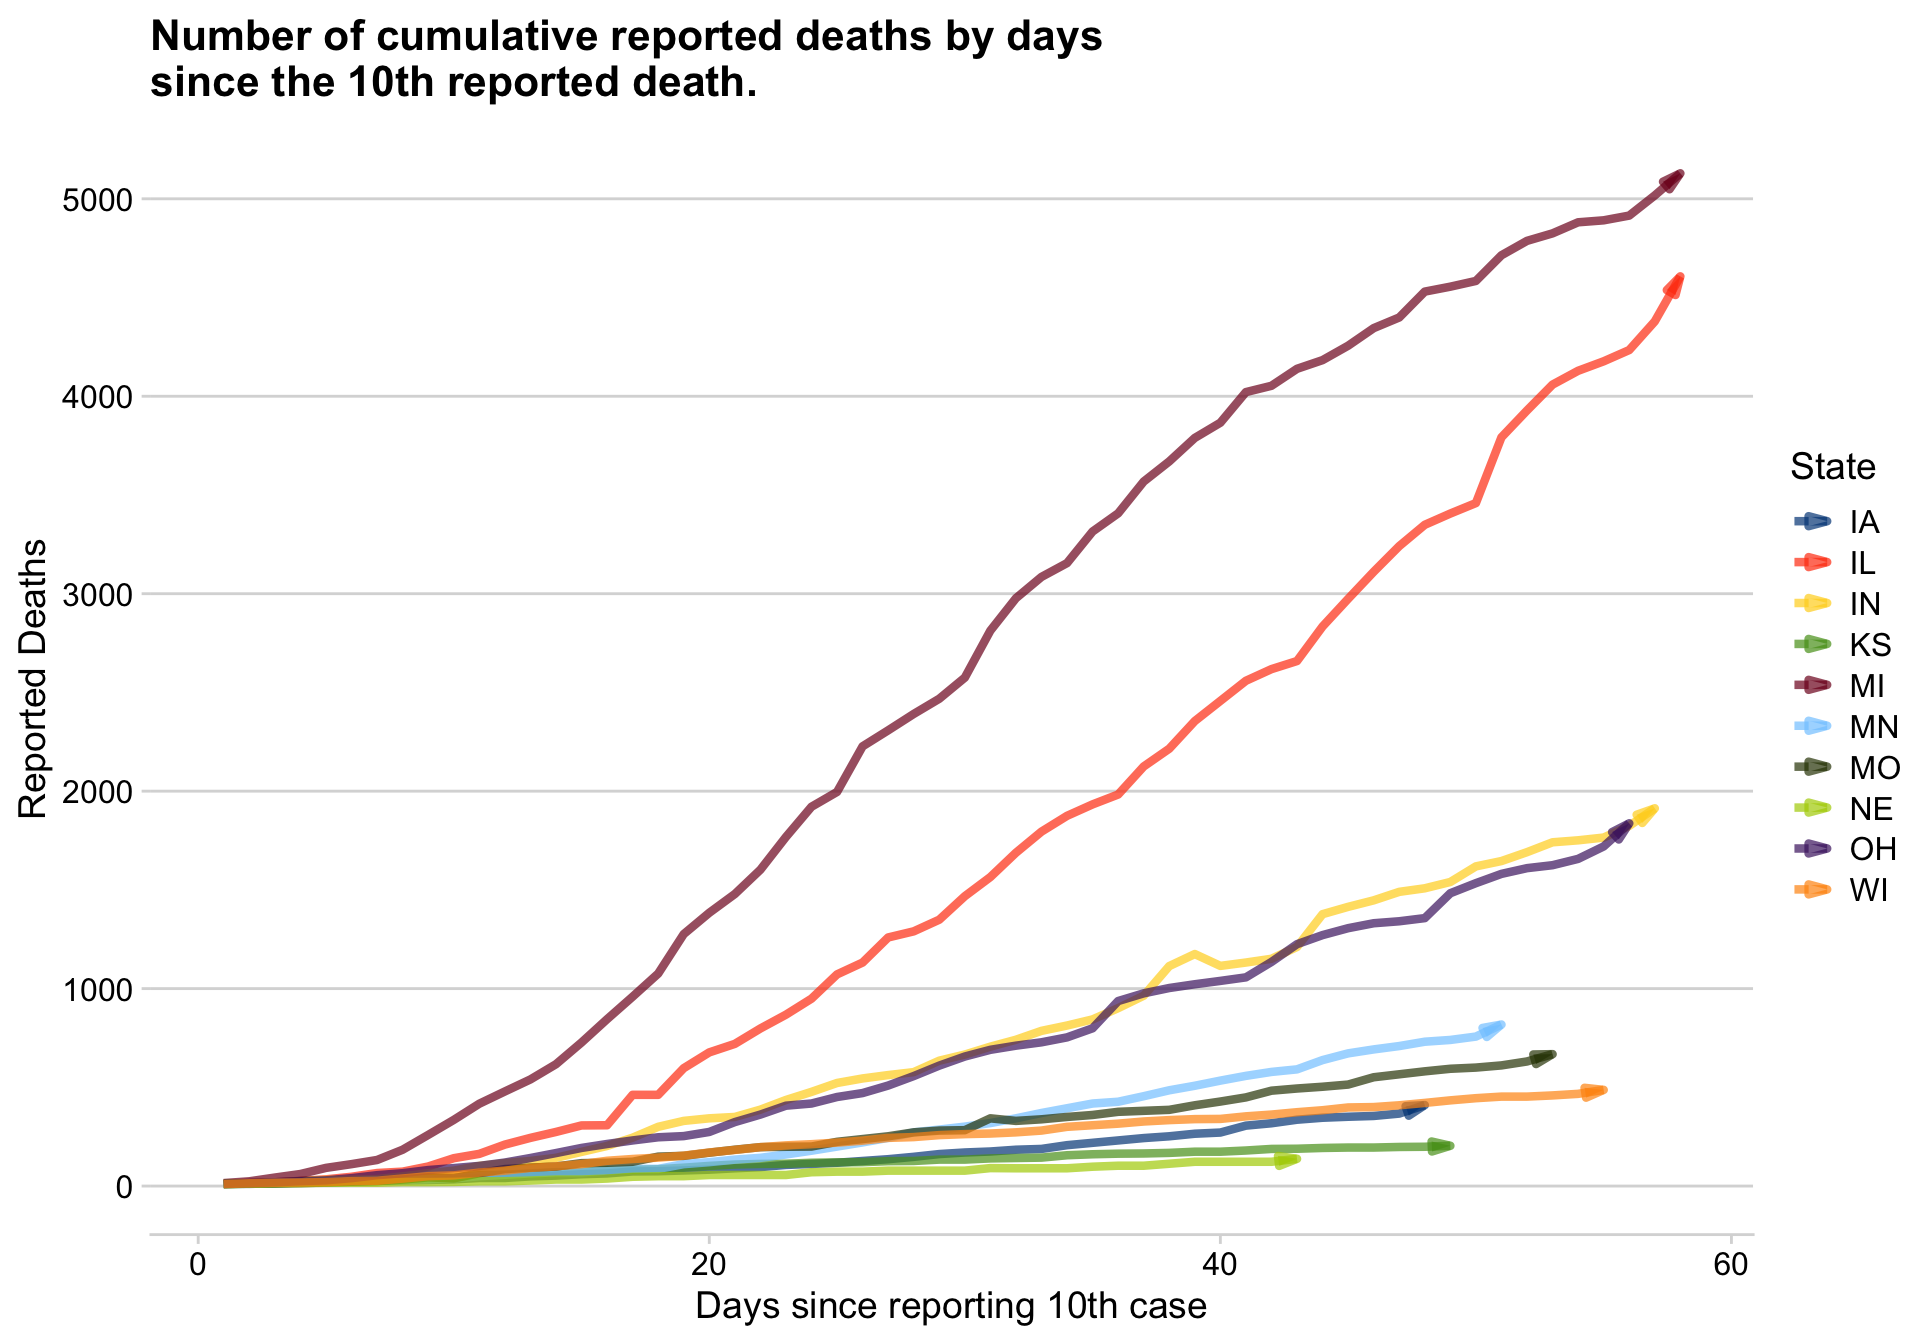 Number of cumulative reported deaths by days
since the 10th reported death.
Reported Deaths
5000
4000
3000
2000
1000
0
0 20 40 60
Days since reporting 10th case
State
IA
IL
IN
KS
MI
MN
MO
NE
OH
WI